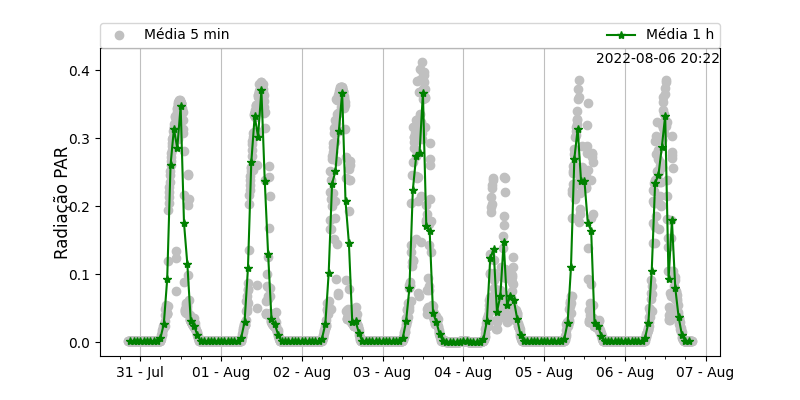 Média 5 min
Média 1 h
2022-08-06 20:22
Radiação PAR
0.4
0.3
0.2
0.1
0.0
31 - Jul
01 - Aug
02 - Aug
03 - Aug
04 - Aug
05 - Aug
06 - Aug
07 - Aug